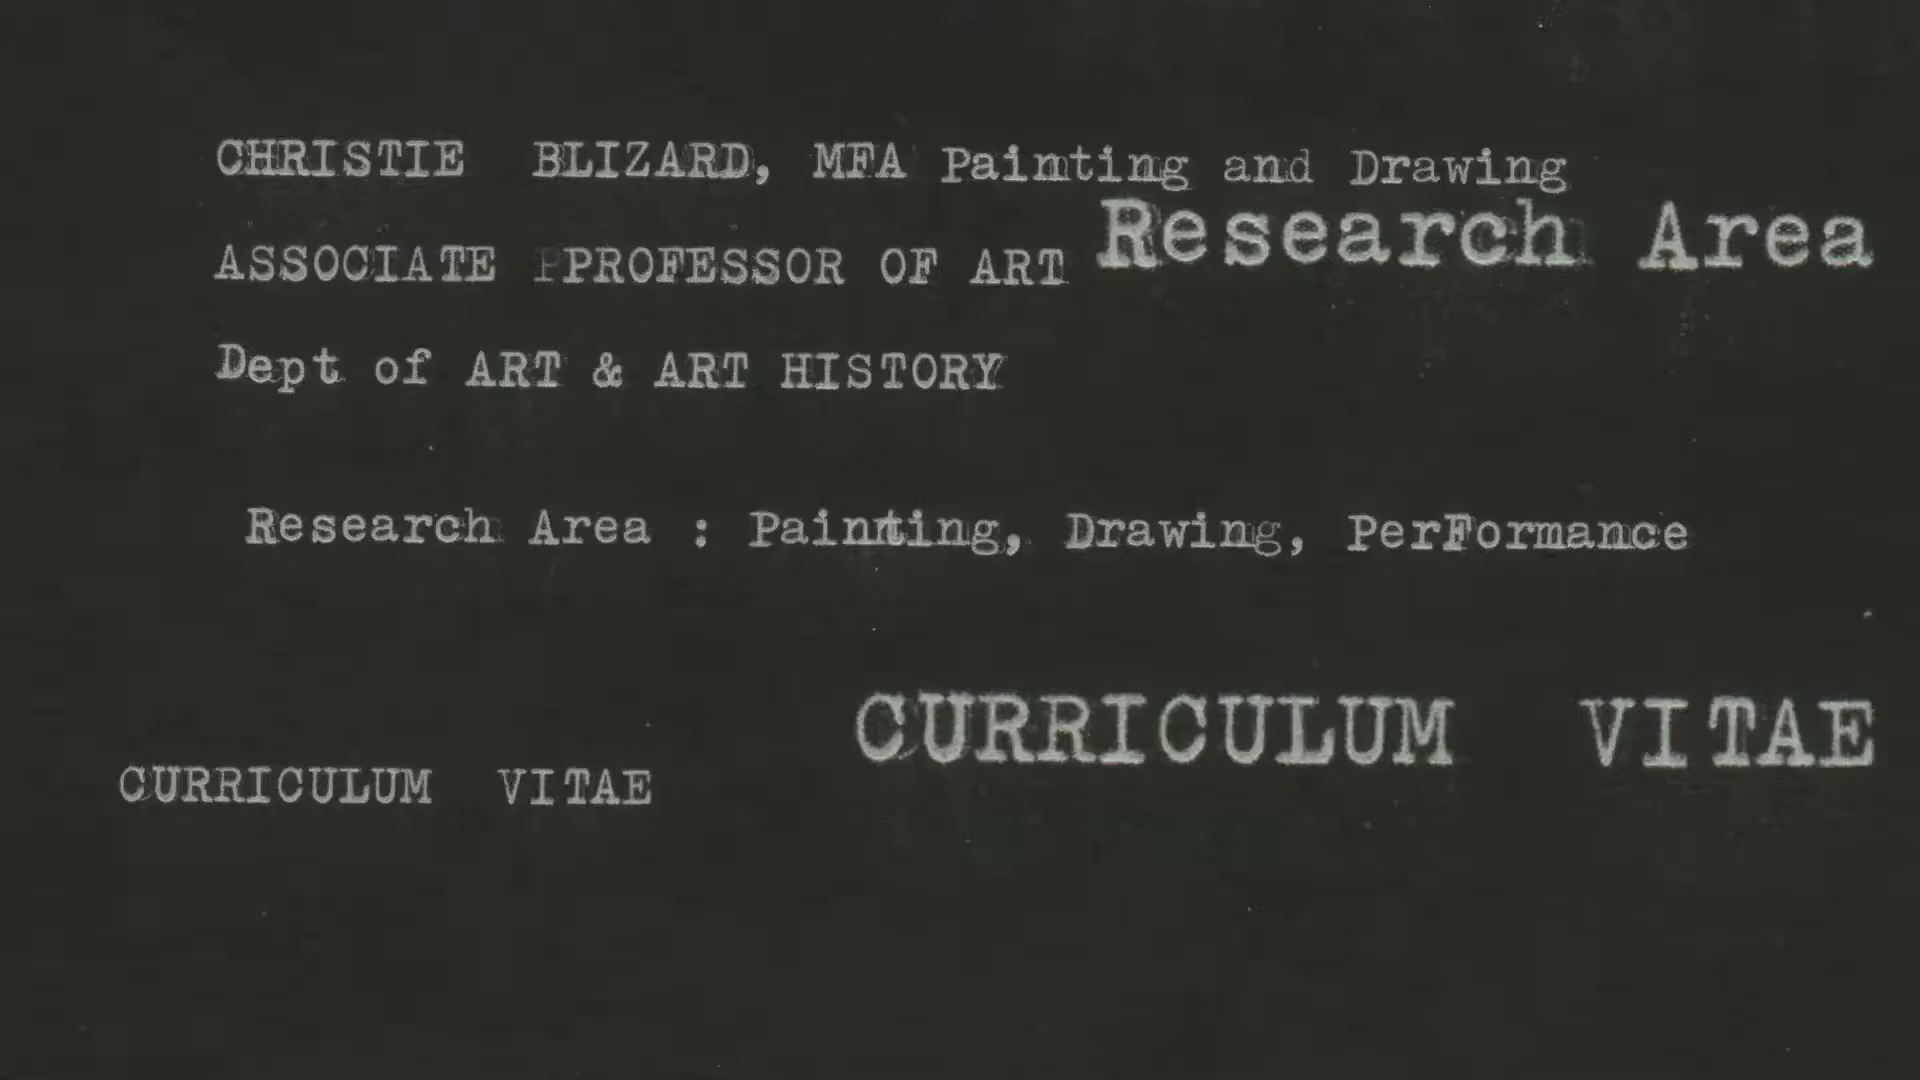 CHRISTIE BLIZARD, MFA Painting and Drawing
Research Area
ASSOCIATE PPROFESSOR OF ART
Dept of ART & ART HISTORY
Research Area : Painting, Drawing, PerFormance
CURRICULUM VITAE
CURRICULUM VITAE